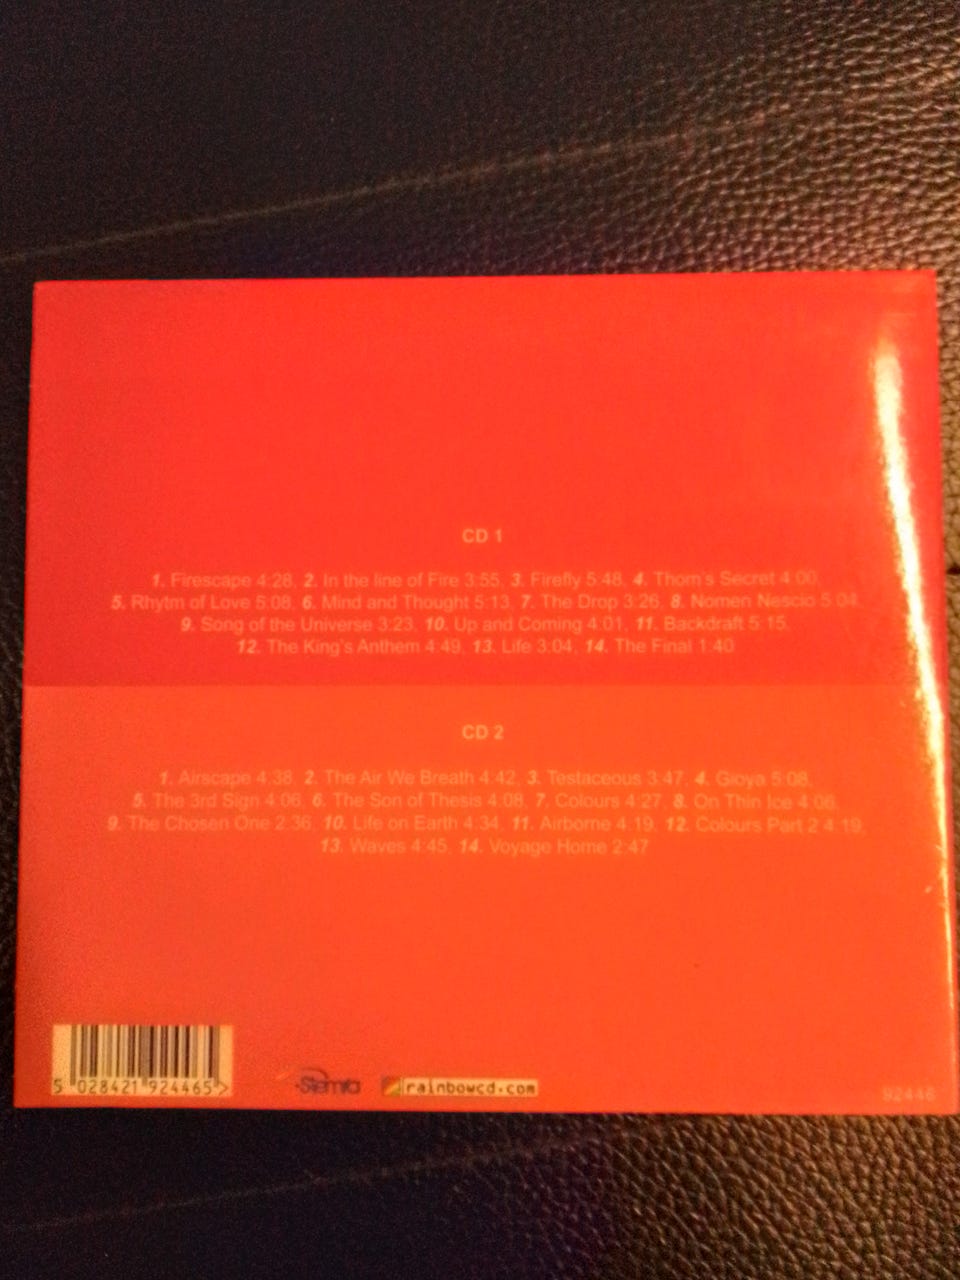 CD 1
1. Firescape 4:28, 2. In the line of Fire 3:55, 3. Firefly 5:48, 4. Thom's Secret 4:00,
5. Rhytm of Love 5:08, 6. Mind and Thought 5:13, 7. The Drop 3:26, 8. Nomen Nescio 5:04,
9. Song of the Universe 3:23, 10. Up and Coming 4:01, 11. Backdraft 5:15,
12. The King's Anthem 4:49, 13. Life 3:04, 14. The Final 1:40
CD 2
1. Airscape 4:38, 2. The Air We Breath 4:42, 3. Testaceous 3:47, 4. Gioya 5:08,
5. The 3rd Sign 4:06, 6. The Son of Thesis 4:08, 7. Colours 4:27, 8. On Thin Ice 4:06,
9. The Chosen One 2:36, 10. Life on Earth 4:34, 11. Airborne 4:19, 12. Colours Part 2 4:19,
13. Waves 4:45, 14. Voyage Home 2:47
5 028421 924465 >
Stemra
rainbowcd.com
92446